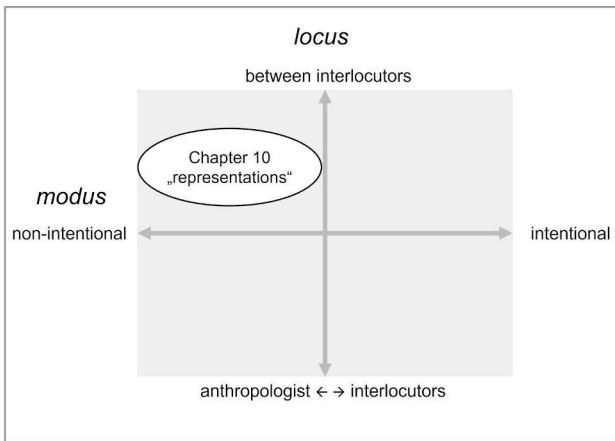 locus
between interlocutors
Chapter 10
„representations“
modus
non-intentional
intentional
anthropologist ← → interlocutors